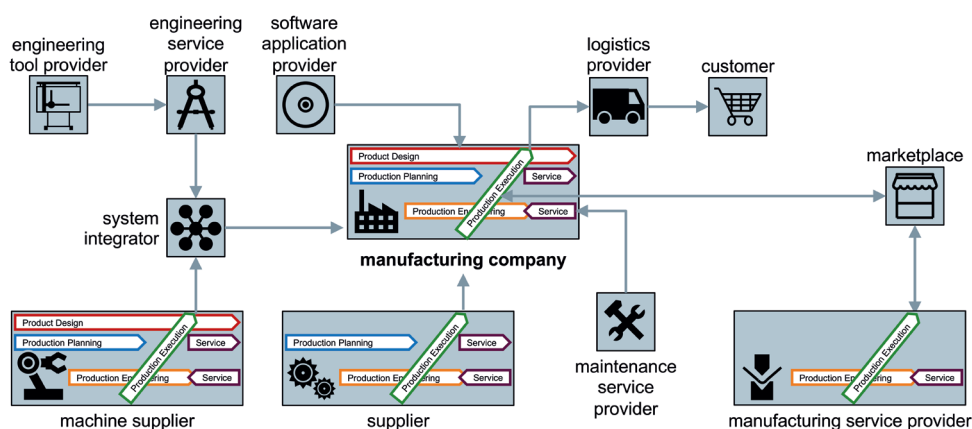 engineering
tool provider
engineering
service
provider
software
application
provider
logistics
provider
customer
Product Design
Production Planning
Service
Production Execution
Production Engineering
Service
manufacturing company
marketplace
system
integrator
Product Design
Production Planning
Service
Production Execution
Production Engineering
Service
machine supplier
Production Planning
Service
Production Execution
Production Engineering
Service
supplier
maintenance
service
provider
Production Execution
Production Engineering
Service
manufacturing service provider